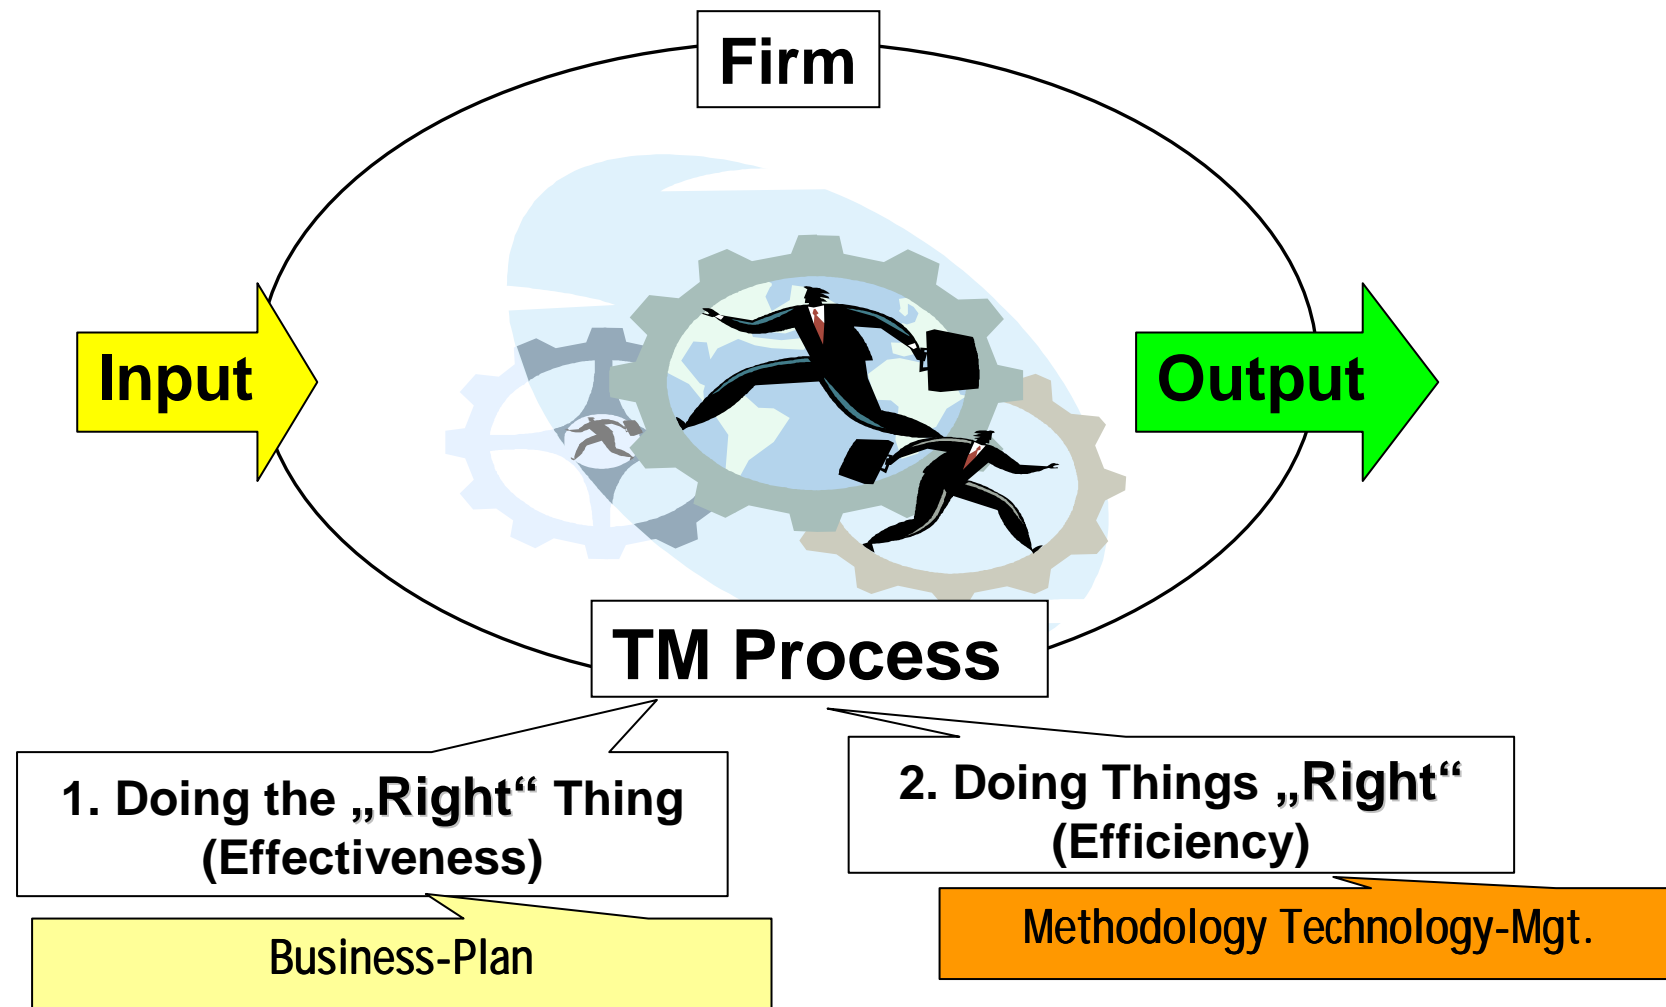 Firm
Input
Output
TM Process
1. Doing the „Right“ Thing
(Effectiveness)
2. Doing Things „Right“
(Efficiency)
Business-Plan
Methodology Technology-Mgt.